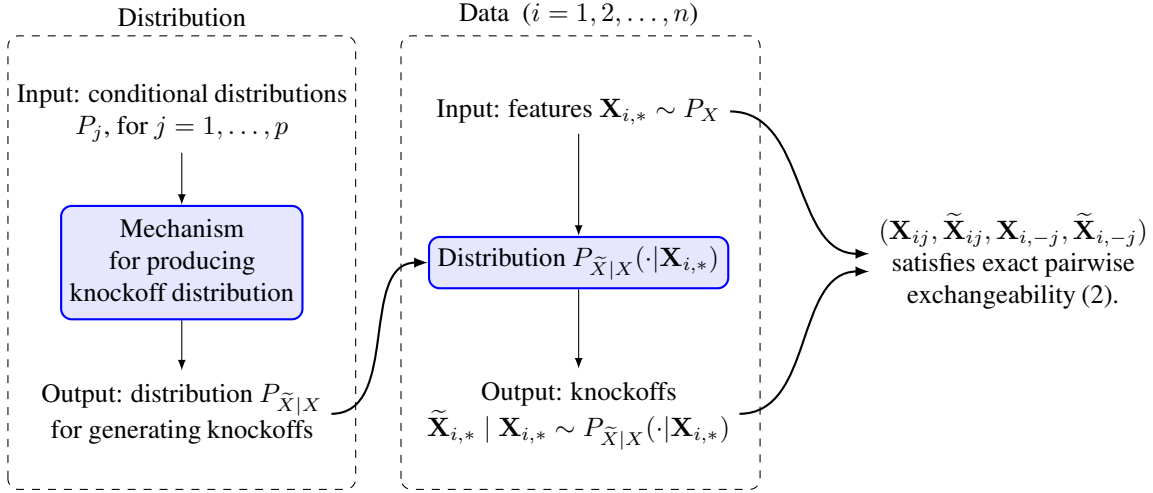 Distribution
Input: conditional distributions
P_j, for j = 1, . . . , p
Mechanism
for producing
knockoff distribution
Output: distribution P_{X̃|X}
for generating knockoffs
Data (i = 1, 2, . . . , n)
Input: features X_{i,*} ∼ P_X
Distribution P_{X̃|X}(·|X_{i,*})
Output: knockoffs
X̃_{i,*} | X_{i,*} ∼ P_{X̃|X}(·|X_{i,*})
(X_{ij}, X̃_{ij}, X_{i,−j}, X̃_{i,−j})
satisfies exact pairwise
exchangeability (2).